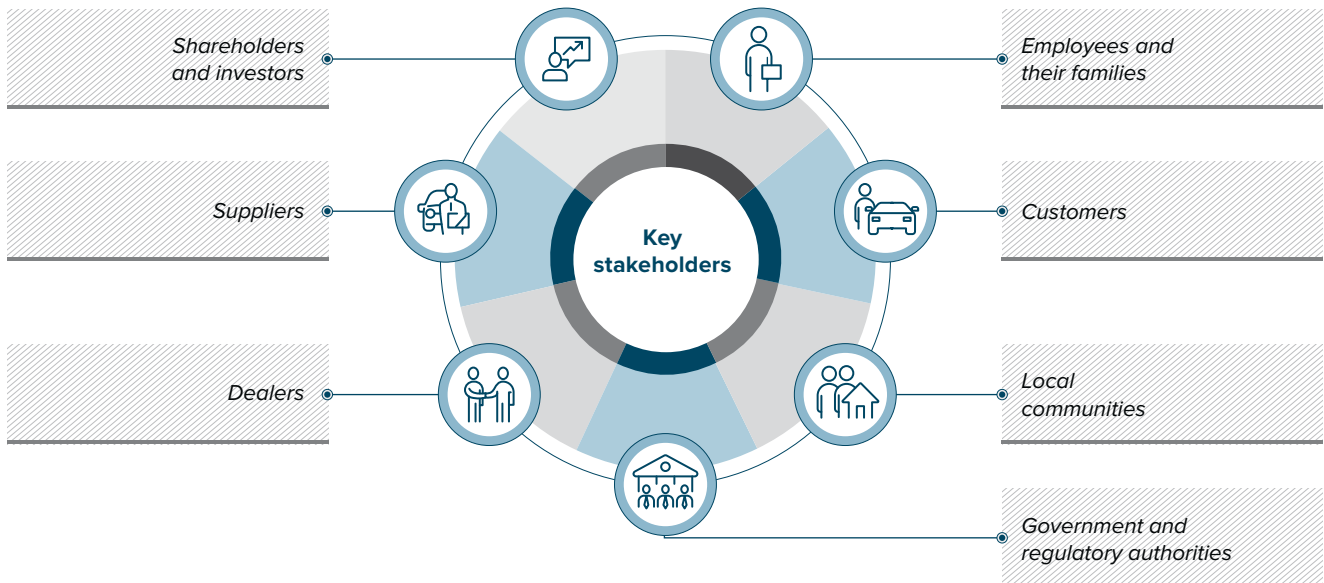 Shareholders
and investors
Employees and
their families
Suppliers
Key
stakeholders
Customers
Dealers
Local
communities
Government and
regulatory authorities